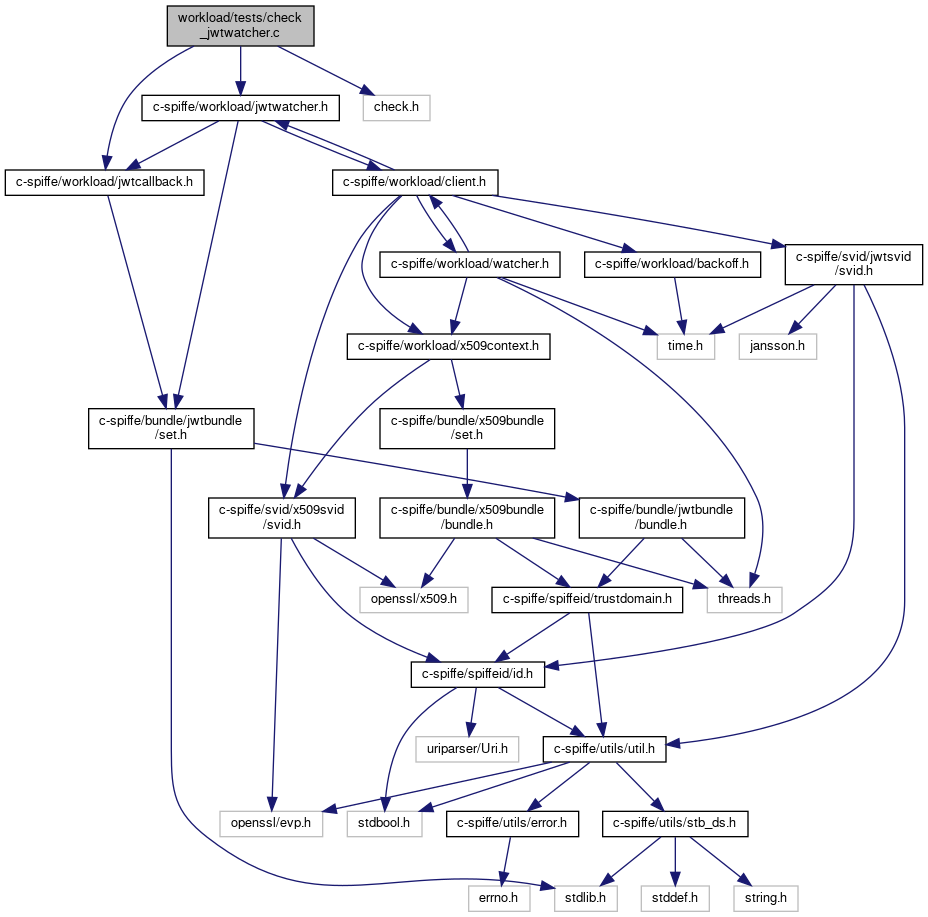 workload/tests/check
_jwtwatcher.c
c-spiffe/workload/jwtwatcher.h
check.h
c-spiffe/workload/jwtcallback.h
c-spiffe/workload/client.h
c-spiffe/workload/watcher.h
c-spiffe/workload/backoff.h
c-spiffe/svid/jwtsvid
/svid.h
c-spiffe/workload/x509context.h
time.h
jansson.h
c-spiffe/bundle/jwtbundle
/set.h
c-spiffe/bundle/x509bundle
/set.h
c-spiffe/svid/x509svid
/svid.h
c-spiffe/bundle/x509bundle
/bundle.h
c-spiffe/bundle/jwtbundle
/bundle.h
openssl/x509.h
c-spiffe/spiffeid/trustdomain.h
threads.h
c-spiffe/spiffeid/id.h
uriparser/Uri.h
c-spiffe/utils/util.h
openssl/evp.h
stdbool.h
c-spiffe/utils/error.h
c-spiffe/utils/stb_ds.h
errno.h
stdlib.h
stddef.h
string.h